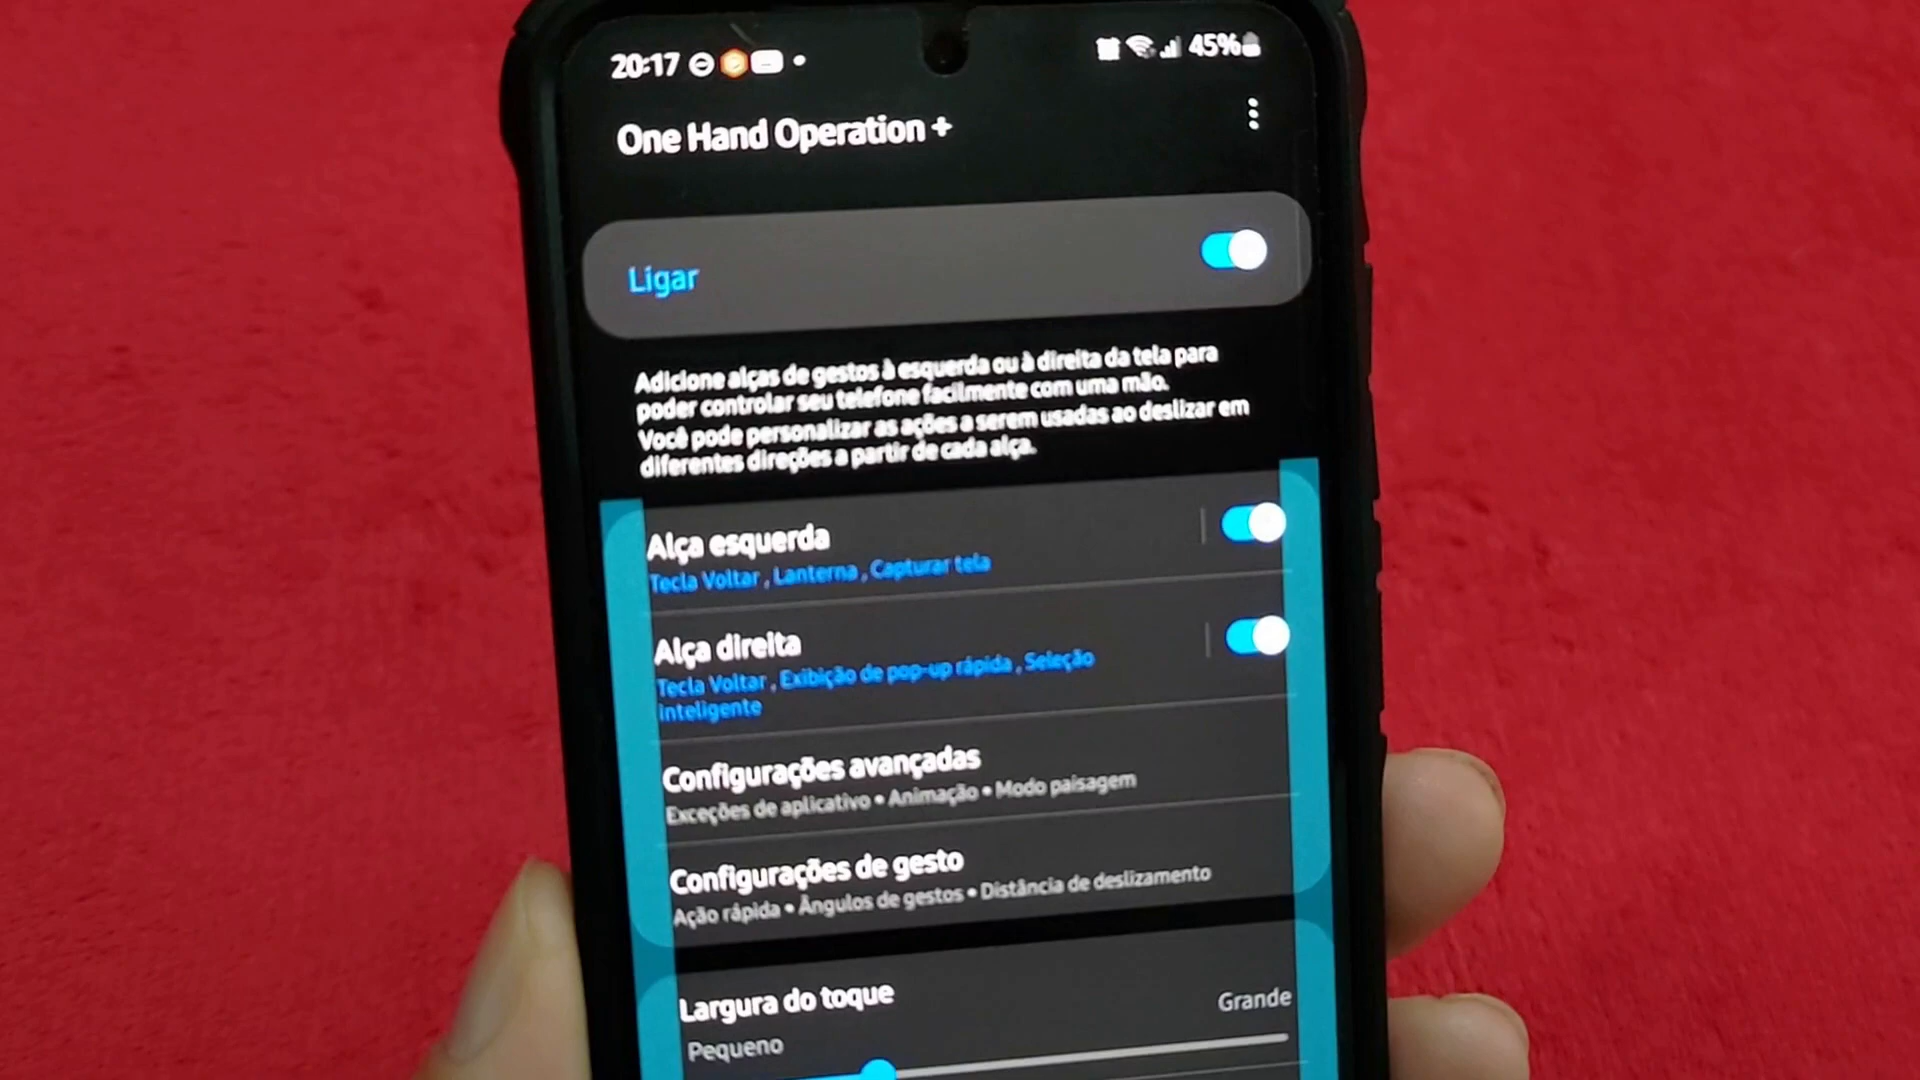 20:17
45%
One Hand Operation +
Ligar
Adicione alças de gestos à esquerda ou à direita da tela para
poder controlar seu telefone facilmente com uma mão.
Você pode personalizar as ações a serem usadas ao deslizar em
diferentes direções a partir de cada alça.
Alça esquerda
Tecla Voltar , Lanterna , Capturar tela
Alça direita
Tecla Voltar , Exibição de pop-up rápida , Seleção
inteligente
Configurações avançadas
Exceções de aplicativo • Animação • Modo paisagem
Configurações de gesto
Ação rápida • Ângulos de gestos • Distância de deslizamento
Largura do toque
Pequeno
Grande